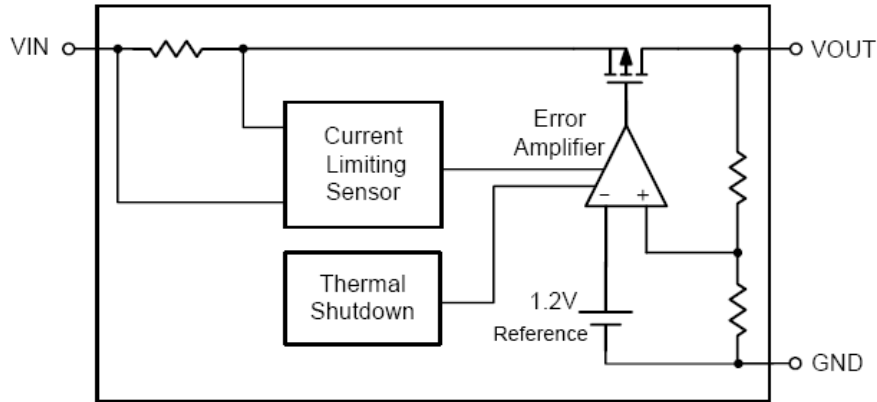 VIN
VOUT
Current
Limiting
Sensor
Error
Amplifier
− +
Thermal
Shutdown
1.2V
Reference
GND